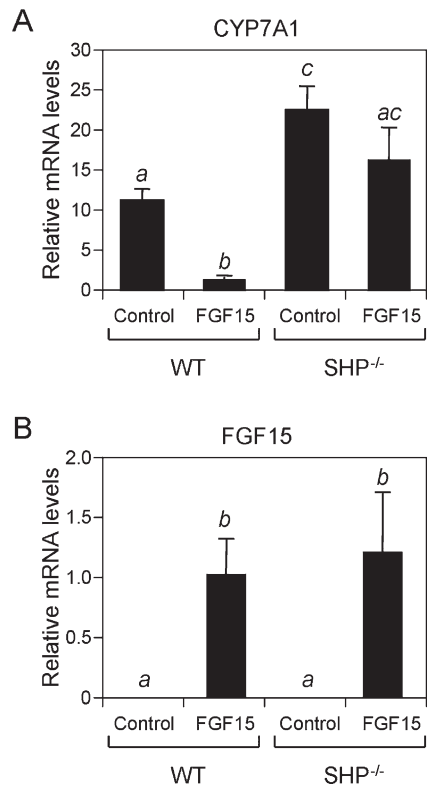 A
CYP7A1
Relative mRNA levels
30
25
20
15
10
5
0
a
b
c
ac
Control FGF15 Control FGF15
WT SHP-/-
B
FGF15
Relative mRNA levels
2.0
1.5
1.0
0.5
0
a
b
a
b
Control FGF15 Control FGF15
WT SHP-/-